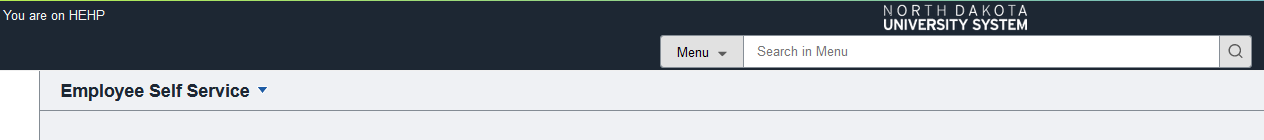 You are on HEHP
NORTH DAKOTA
UNIVERSITY SYSTEM
Menu
Search in Menu
Employee Self Service